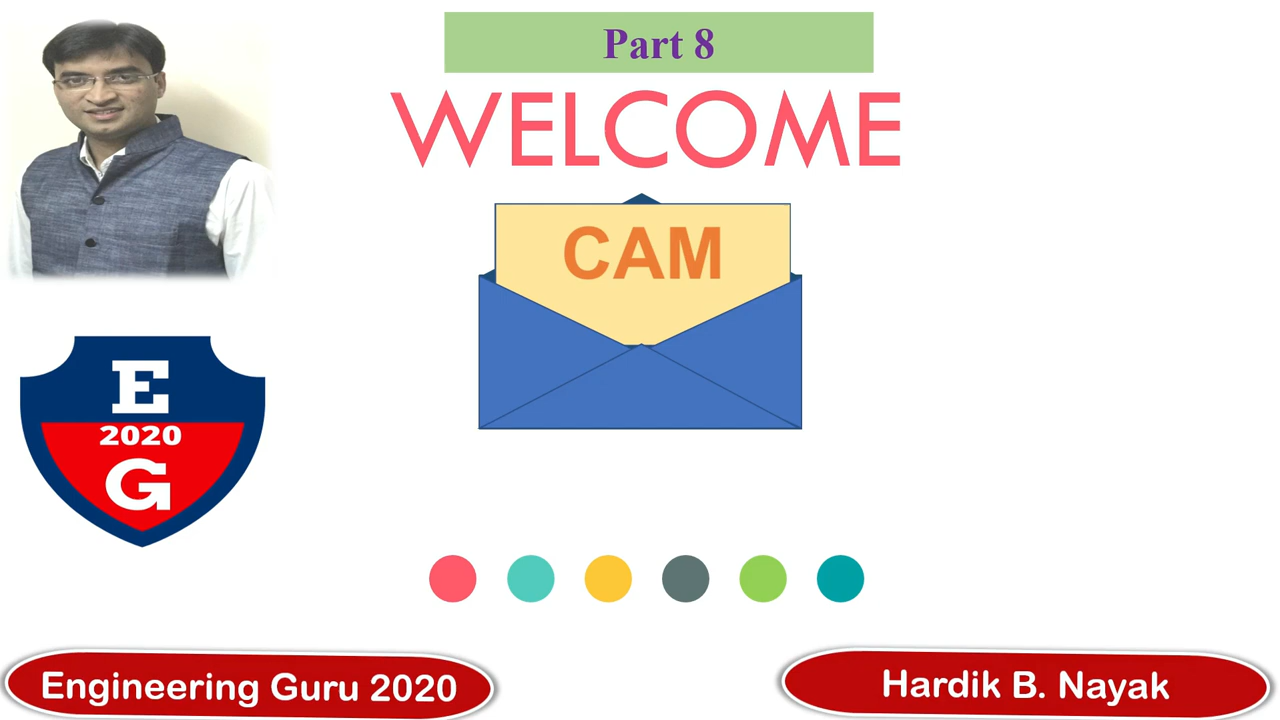 Part 8
WELCOME
CAM
E
2020
G
Engineering Guru 2020
Hardik B. Nayak